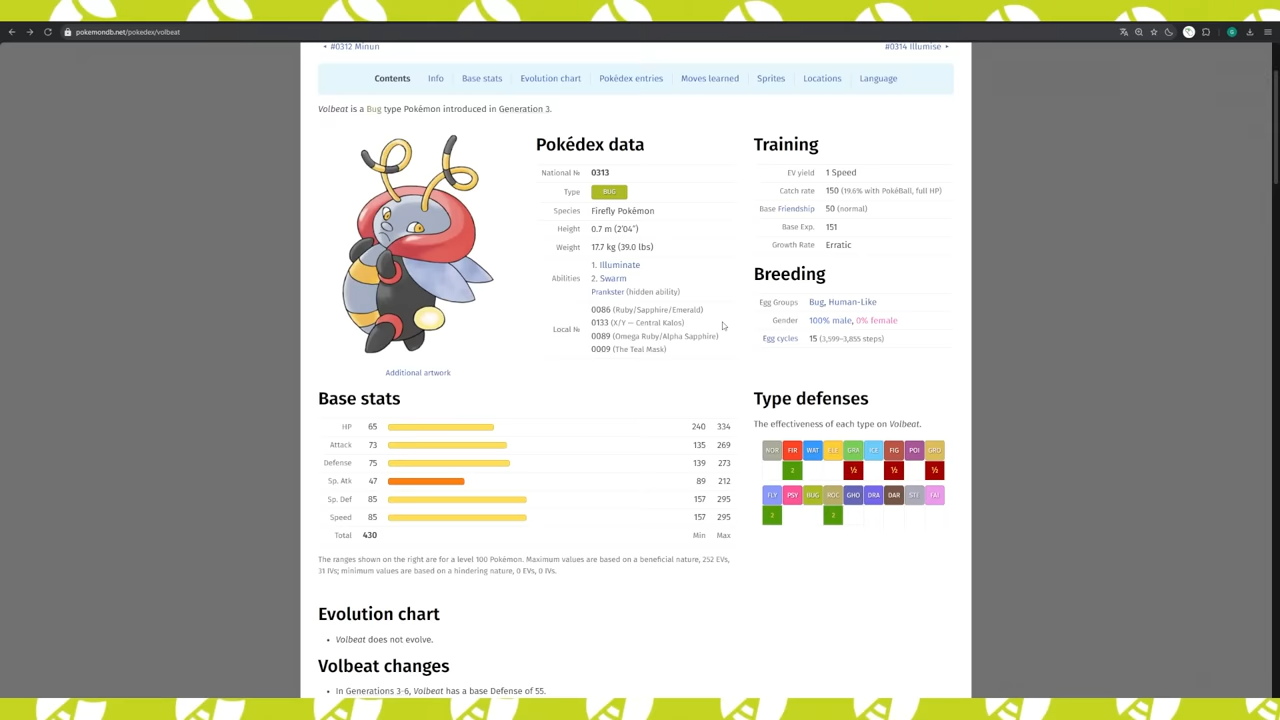 pokemondb.net/pokedex/volbeat
#0312 Minun
#0314 Illumise
Contents Info Base stats Evolution chart Pokédex entries Moves learned Sprites Locations Language
Volbeat is a Bug type Pokémon introduced in Generation 3.
Additional artwork
Pokédex data
National № 0313
Type BUG
Species Firefly Pokémon
Height 0.7 m (2′04″)
Weight 17.7 kg (39.0 lbs)
Abilities 1. Illuminate
2. Swarm
Prankster (hidden ability)
Local № 0086 (Ruby/Sapphire/Emerald)
0133 (X/Y — Central Kalos)
0089 (Omega Ruby/Alpha Sapphire)
0009 (The Teal Mask)
Training
EV yield 1 Speed
Catch rate 150 (19.6% with PokéBall, full HP)
Base Friendship 50 (normal)
Base Exp. 151
Growth Rate Erratic
Breeding
Egg Groups Bug, Human-Like
Gender 100% male, 0% female
Egg cycles 15 (3,599–3,855 steps)
Base stats
HP 65 240 334
Attack 73 135 269
Defense 75 139 273
Sp. Atk 47 89 212
Sp. Def 85 157 295
Speed 85 157 295
Total 430 Min Max
The ranges shown on the right are for a level 100 Pokémon. Maximum values are based on a beneficial nature, 252 EVs,
31 IVs; minimum values are based on a hindering nature, 0 EVs, 0 IVs.
Type defenses
The effectiveness of each type on Volbeat.
NOR FIR WAT ELE GRA ICE FIG POI GRO
2 ½ ½ ½
FLY PSY BUG ROC GHO DRA DAR STE FAI
2 2
Evolution chart
• Volbeat does not evolve.
Volbeat changes
• In Generations 3-6, Volbeat has a base Defense of 55.